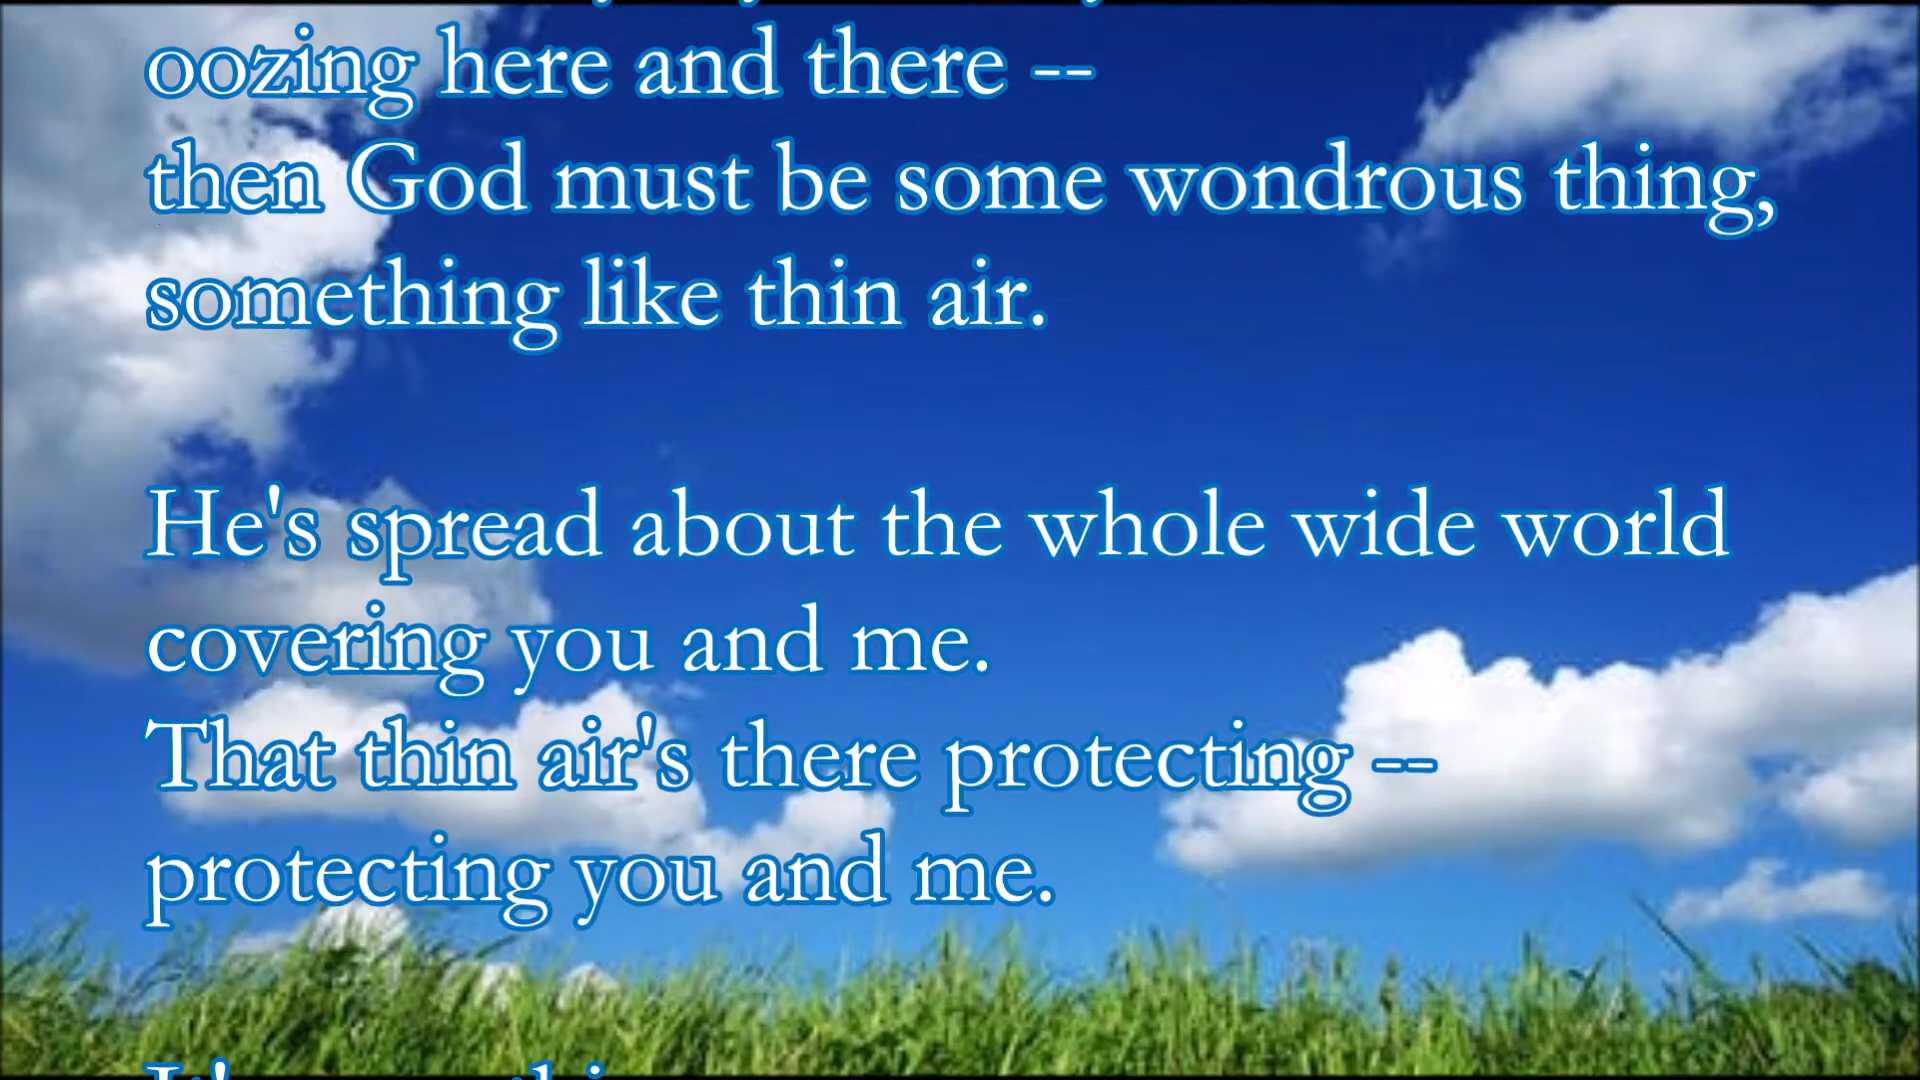 oozing here and there --
then God must be some wondrous thing,
something like thin air.
He's spread about the whole wide world
covering you and me.
That thin air's there protecting --
protecting you and me.